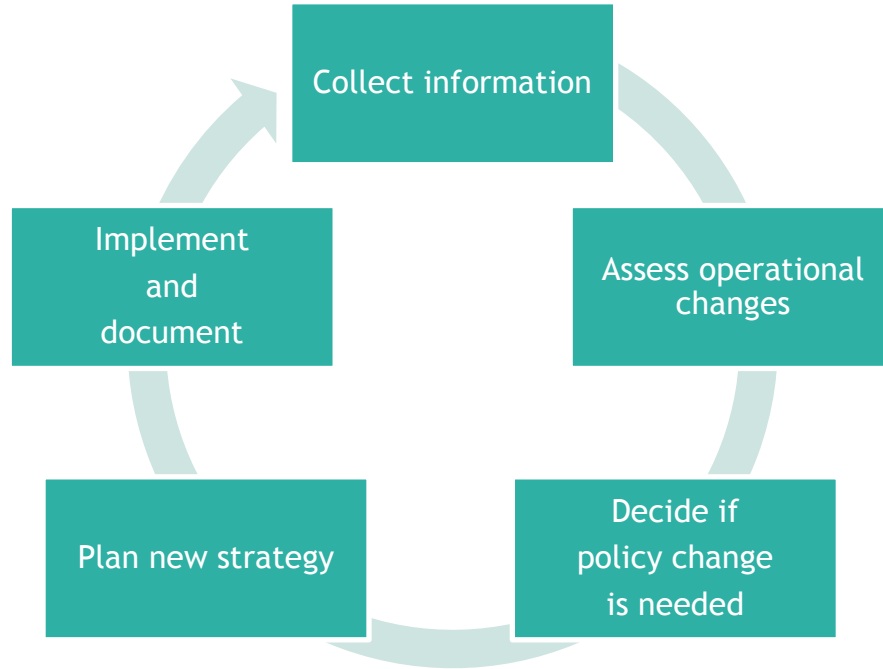 Collect information
Assess operational
changes
Decide if
policy change
is needed
Plan new strategy
Implement
and
document